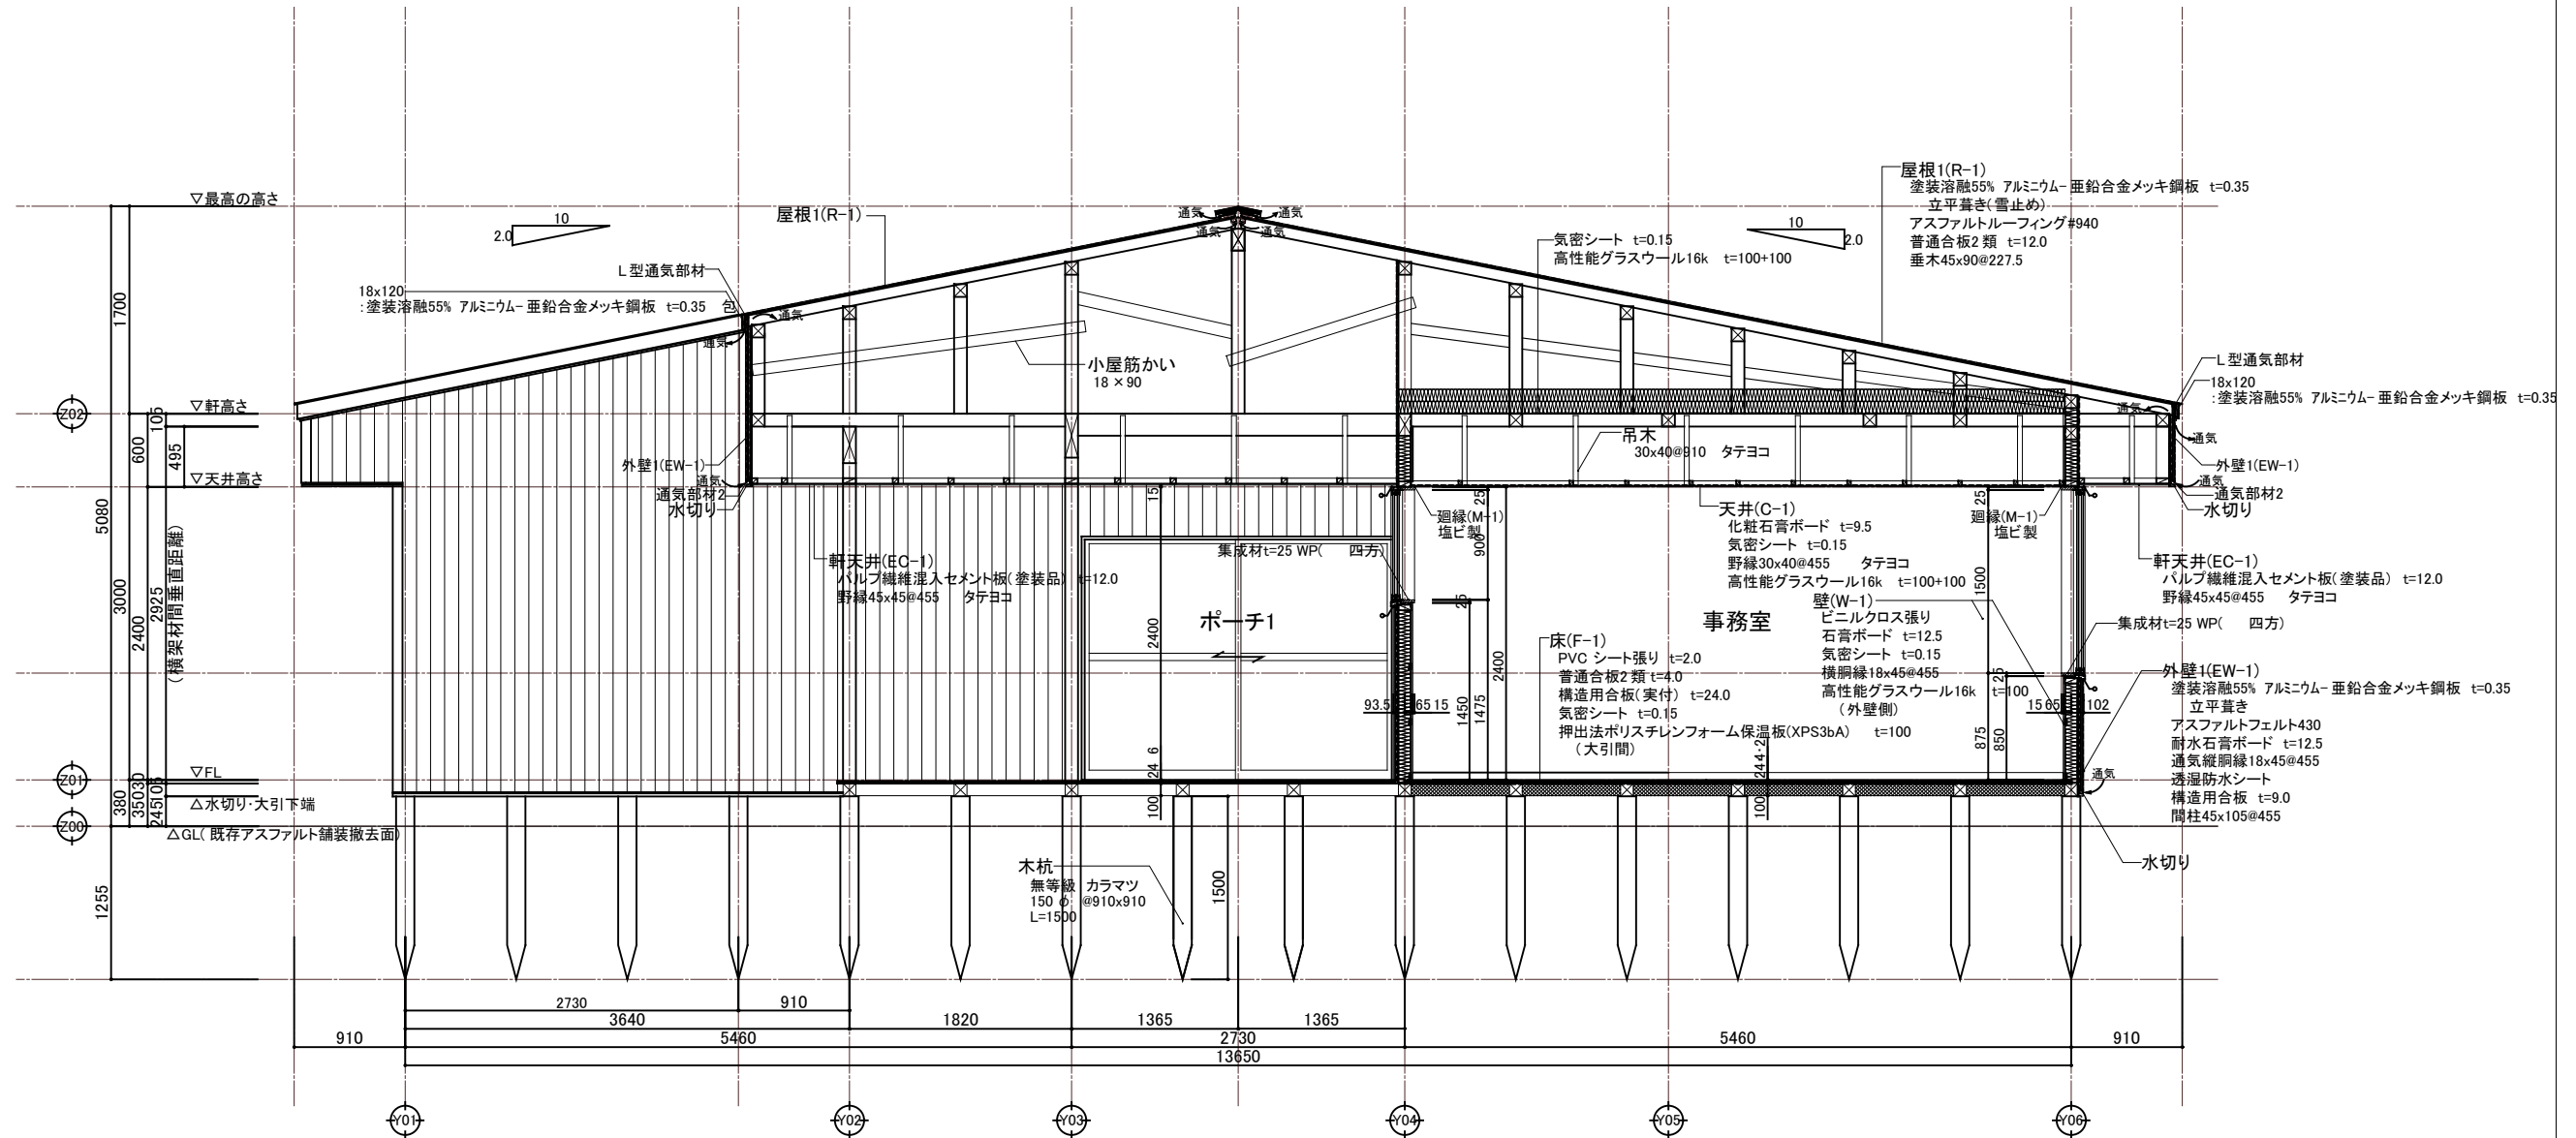 ▽最高の高さ
10
2.0
屋根1(R-1)
通気
通気
通気
通気
気密シート t=0.15
高性能グラスウール16k t=100+100
10
2.0
屋根1(R-1)
塗装溶融55% アルミニウム-亜鉛合金メッキ鋼板 t=0.35
立平葺き(雪止め)
アスファルトルーフィング#940
普通合板2類 t=12.0
垂木45x90@227.5
L型通気部材
18x120
:塗装溶融55% アルミニウム-亜鉛合金メッキ鋼板 t=0.35 包
通気
通気
小屋筋かい
18×90
L型通気部材
18x120
:塗装溶融55% アルミニウム-亜鉛合金メッキ鋼板 t=0.35
通気
通気
Z02
▽軒高さ
▽天井高さ
外壁1(EW-1)
通気
通気部材2
水切り
吊木
30x40@910 タテヨコ
外壁1(EW-1)
通気
通気部材2
水切り
廻縁(M-1)
塩ビ製
天井(C-1)
化粧石膏ボード t=9.5
気密シート t=0.15
野縁30x40@455 タテヨコ
高性能グラスウール16k t=100+100
廻縁(M-1)
塩ビ製
集成材t=25 WP( 四方)
軒天井(EC-1)
パルプ繊維混入セメント板(塗装品) t=12.0
野縁45x45@455 タテヨコ
軒天井(EC-1)
パルプ繊維混入セメント板(塗装品) t=12.0
野縁45x45@455 タテヨコ
ポーチ1
事務室
壁(W-1)
ビニルクロス張り
石膏ボード t=12.5
気密シート t=0.15
横胴縁18x45@455
高性能グラスウール16k t=100
(外壁側)
集成材t=25 WP( 四方)
床(F-1)
PVC シート張り t=2.0
普通合板2類 t=4.0
構造用合板(実付) t=24.0
気密シート t=0.15
押出法ポリスチレンフォーム保温板(XPS3bA) t=100
(大引間)
外壁1(EW-1)
塗装溶融55% アルミニウム-亜鉛合金メッキ鋼板 t=0.35
立平葺き
アスファルトフェルト430
耐水石膏ボード t=12.5
通気縦胴縁18x45@455
透湿防水シート
構造用合板 t=9.0
間柱45x105@455
通気
水切り
Z01
▽FL
△水切り・大引下端
Z00
△GL(既存アスファルト舗装撤去面)
木杭
無等級 カラマツ
150φ @910x910
L=1500
1700
5080
3000
380
1255
600
2400
350
30
105
2925
245
105
495
(横架材間垂直距離)
15
2400
24 6
100
1500
93.5
65 15
25
900
25
1450
1475
2400
24 4・2
100
25
1500
25
875
850
15 65
102
2730
910
3640
1820
1365
1365
910
5460
2730
5460
910
13650
Y01
Y02
Y03
Y04
Y05
Y06